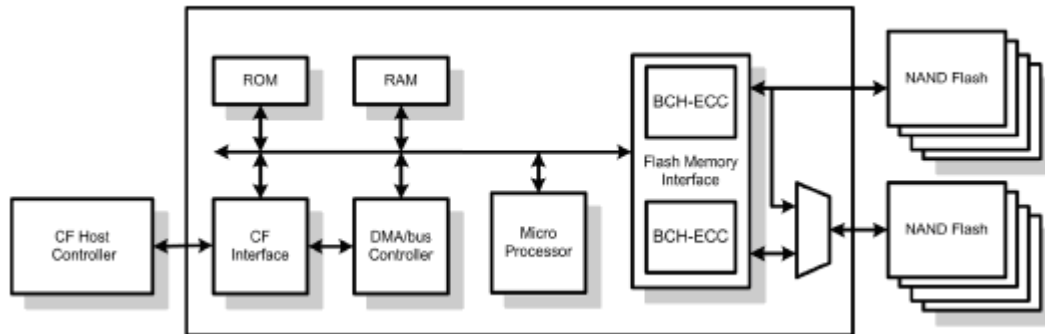 ROM
RAM
BCH-ECC
NAND Flash
Flash Memory
Interface
CF Host
Controller
CF
Interface
DMA/bus
Controller
Micro
Processor
BCH-ECC
NAND Flash